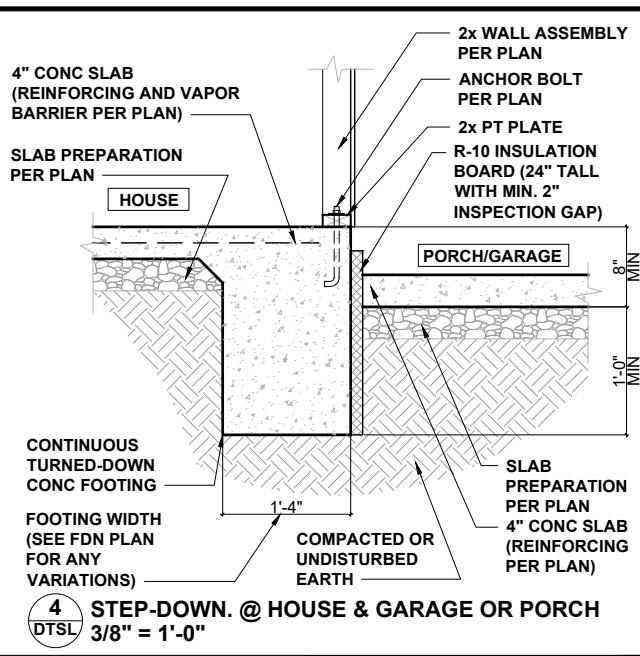 2x WALL ASSEMBLY
PER PLAN
4" CONC SLAB
(REINFORCING AND VAPOR
BARRIER PER PLAN)
ANCHOR BOLT
PER PLAN
2x PT PLATE
SLAB PREPARATION
PER PLAN
R-10 INSULATION
BOARD (24" TALL
WITH MIN. 2"
INSPECTION GAP)
HOUSE
PORCH/GARAGE
8"
MIN
1'-0"
MIN
CONTINUOUS
TURNED-DOWN
CONC FOOTING
SLAB
PREPARATION
PER PLAN
1'-4"
FOOTING WIDTH
(SEE FDN PLAN
FOR ANY
VARIATIONS)
COMPACTED OR
UNDISTURBED
EARTH
4" CONC SLAB
(REINFORCING
PER PLAN)
4
DTSL
STEP-DOWN. @ HOUSE & GARAGE OR PORCH
3/8" = 1'-0"